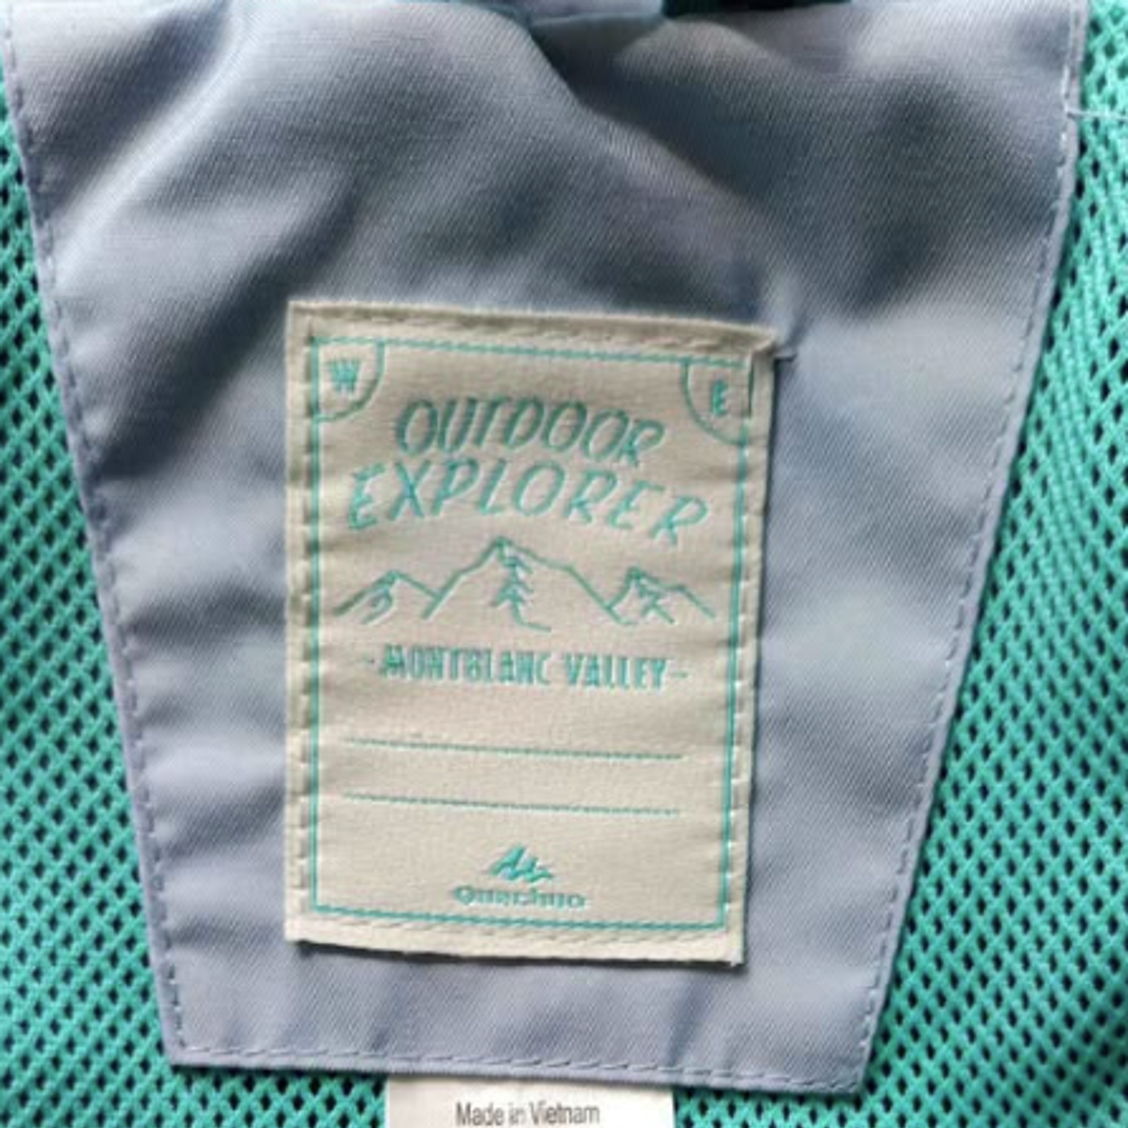 W E
OUTDOOR
EXPLORER
-MONTBLANC VALLEY-
Quechua
Made in Vietnam